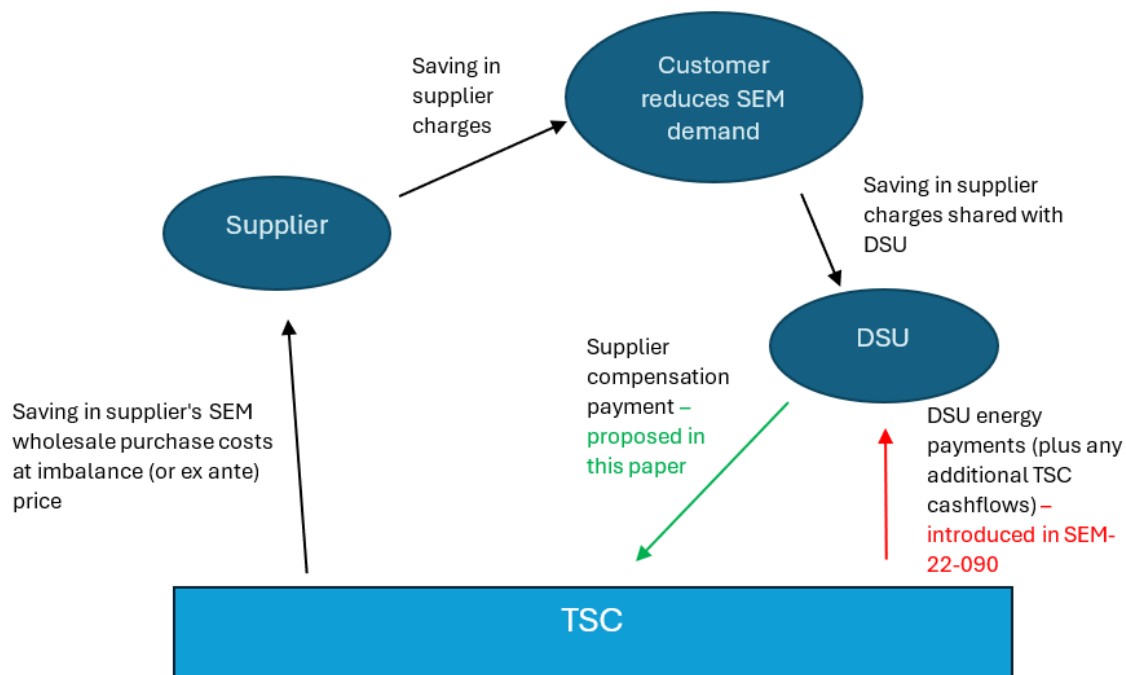 Customer
reduces SEM
demand
Saving in
supplier
charges
Supplier
Saving in supplier
charges shared with
DSU
DSU
Supplier
compensation
payment –
proposed in
this paper
Saving in supplier's SEM
wholesale purchase costs
at imbalance (or ex ante)
price
DSU energy
payments (plus any
additional TSC
cashflows) –
introduced in SEM-
22-090
TSC